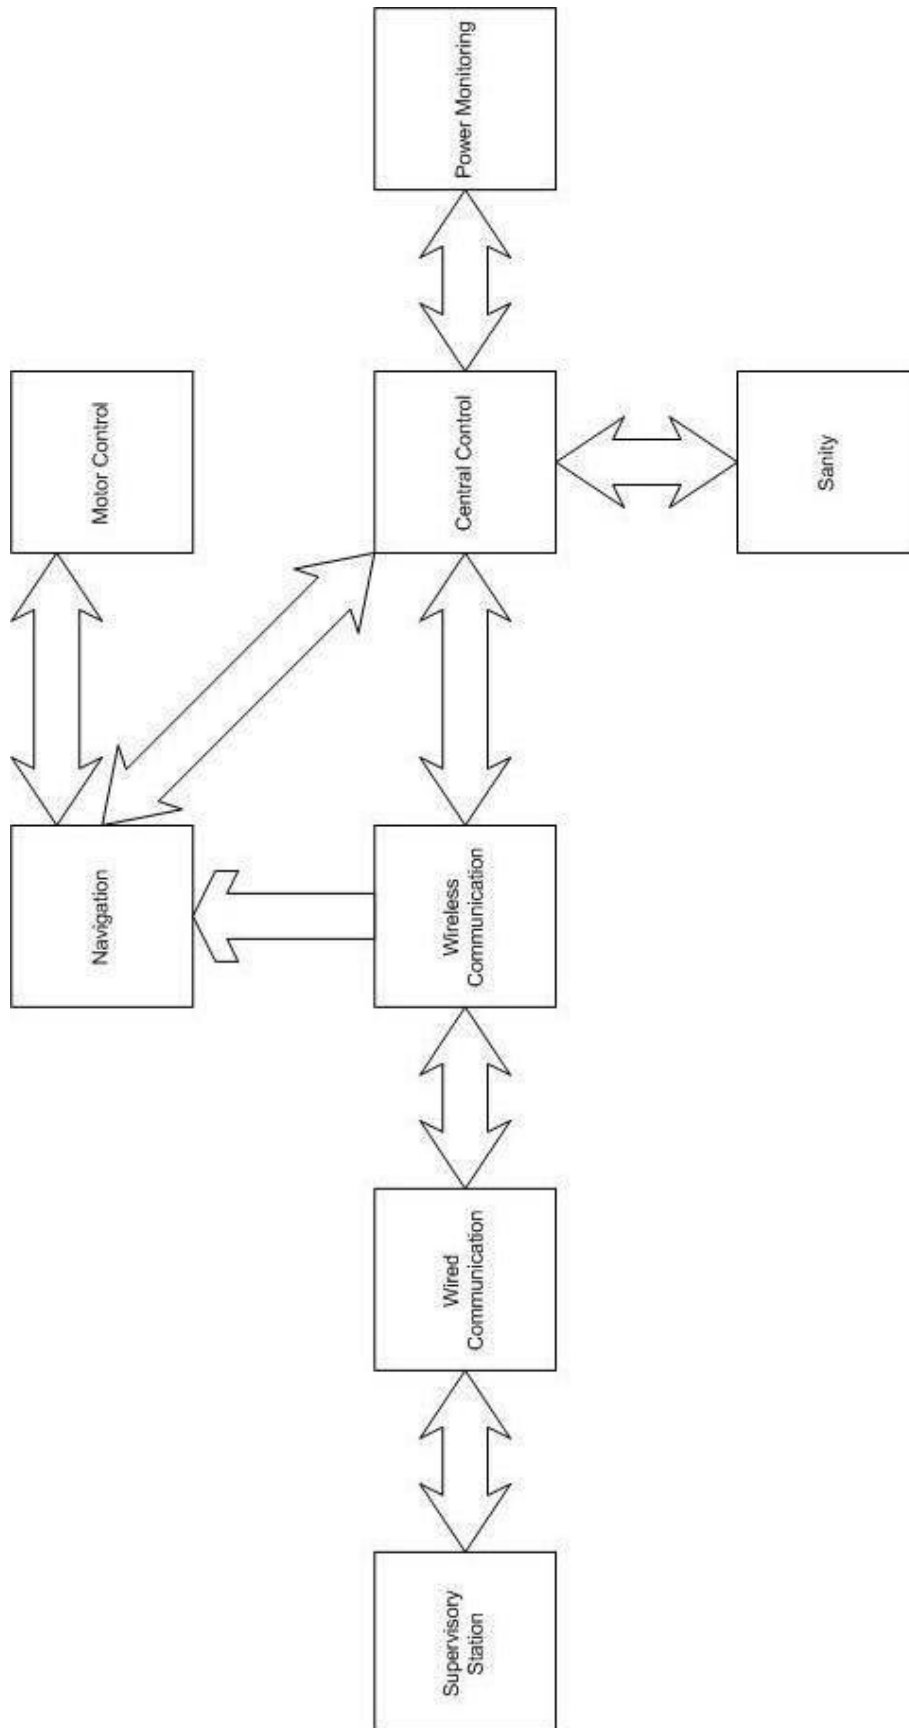 Motor Control
Navigation
Power Monitoring
Central Control
Wireless
Communication
Wired
Communication
Supervisory
Station
Sanity